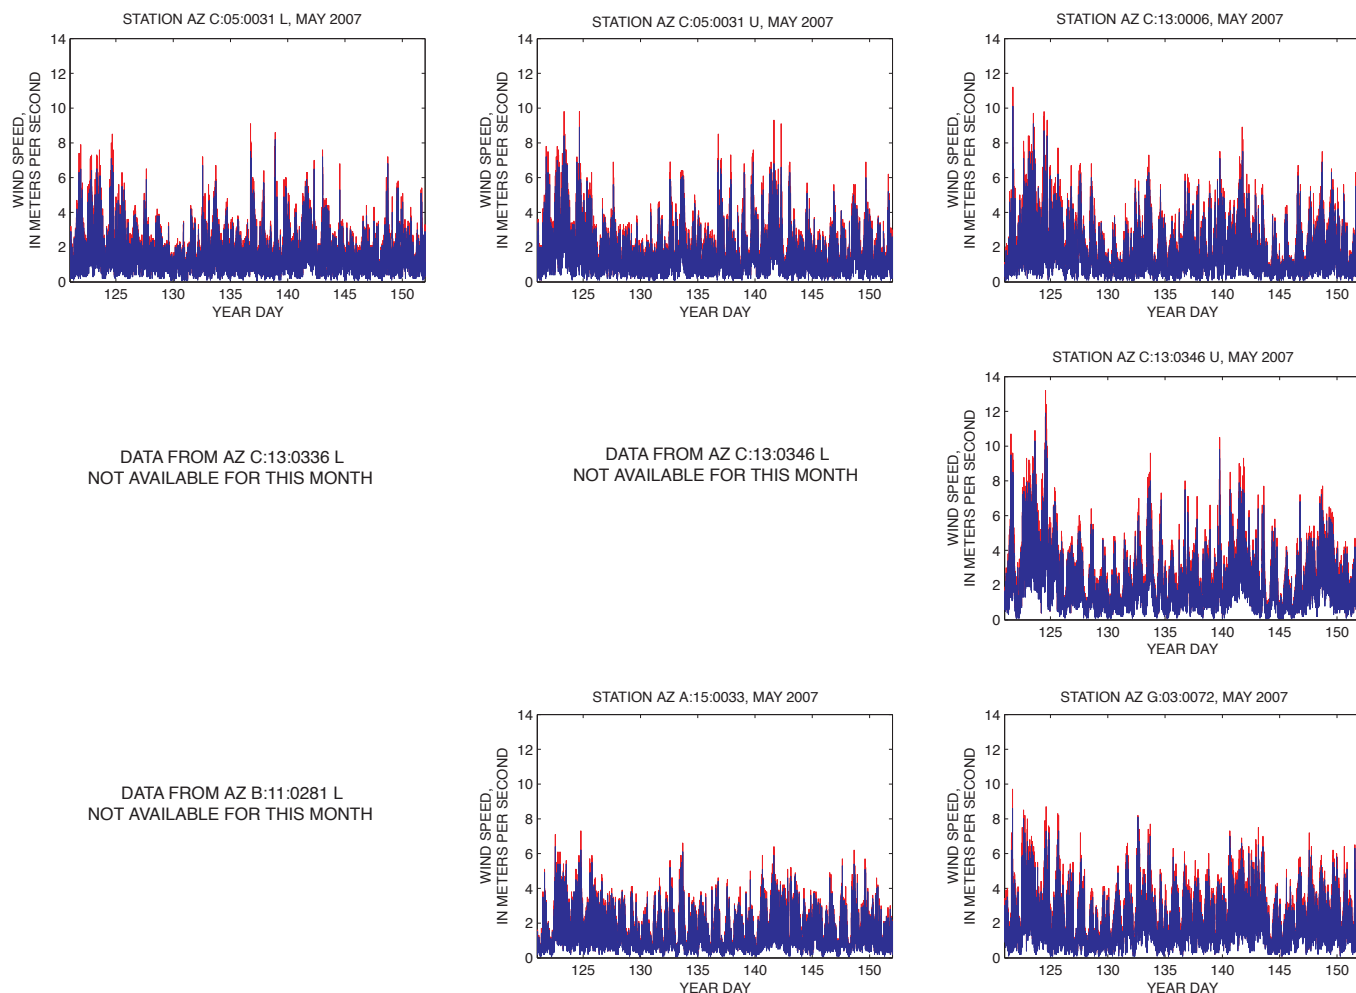 STATION AZ C:05:0031 L, MAY 2007
14
12
10
8
6
4
2
0
WIND SPEED,
IN METERS PER SECOND
125 130 135 140 145 150
YEAR DAY
STATION AZ C:05:0031 U, MAY 2007
14
12
10
8
6
4
2
0
WIND SPEED,
IN METERS PER SECOND
125 130 135 140 145 150
YEAR DAY
STATION AZ C:13:0006, MAY 2007
14
12
10
8
6
4
2
0
WIND SPEED,
IN METERS PER SECOND
125 130 135 140 145 150
YEAR DAY
DATA FROM AZ C:13:0336 L
NOT AVAILABLE FOR THIS MONTH
DATA FROM AZ C:13:0346 L
NOT AVAILABLE FOR THIS MONTH
STATION AZ C:13:0346 U, MAY 2007
14
12
10
8
6
4
2
0
WIND SPEED,
IN METERS PER SECOND
125 130 135 140 145 150
YEAR DAY
DATA FROM AZ B:11:0281 L
NOT AVAILABLE FOR THIS MONTH
STATION AZ A:15:0033, MAY 2007
14
12
10
8
6
4
2
0
WIND SPEED,
IN METERS PER SECOND
125 130 135 140 145 150
YEAR DAY
STATION AZ G:03:0072, MAY 2007
14
12
10
8
6
4
2
0
WIND SPEED,
IN METERS PER SECOND
125 130 135 140 145 150
YEAR DAY